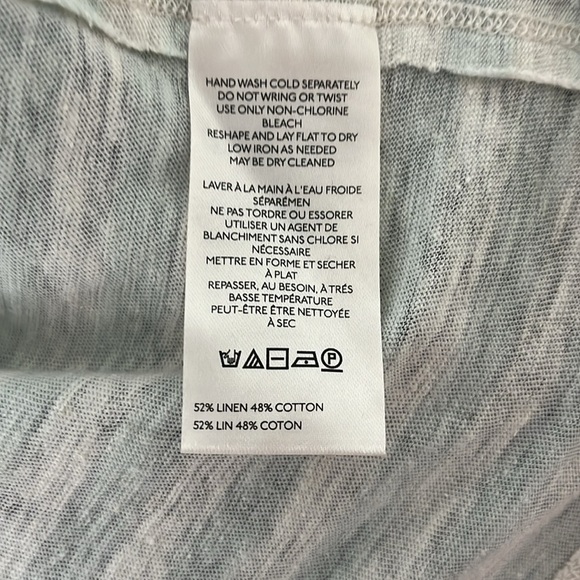 HAND WASH COLD SEPARATELY
DO NOT WRING OR TWIST
USE ONLY NON-CHLORINE
BLEACH
RESHAPE AND LAY FLAT TO DRY
LOW IRON AS NEEDED
MAY BE DRY CLEANED
LAVER À LA MAIN À L'EAU FROIDE
SÉPARÉMEN
NE PAS TORDRE OU ESSORER
UTILISER UN AGENT DE
BLANCHIMENT SANS CHLORE SI
NÉCESSAIRE
METTRE EN FORME ET SECHER
À PLAT
REPASSER, AU BESOIN, À TRÉS
BASSE TEMPÉRATURE
PEUT-ÊTRE ÊTRE NETTOYÉE
À SEC
P
52% LINEN 48% COTTON
52% LIN 48% COTON